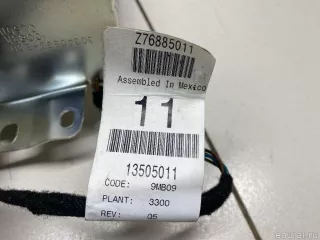 Z76885011
Assembled In Mexico
11
13505011
CODE: 9MB09
PLANT: 3300
REV: 05